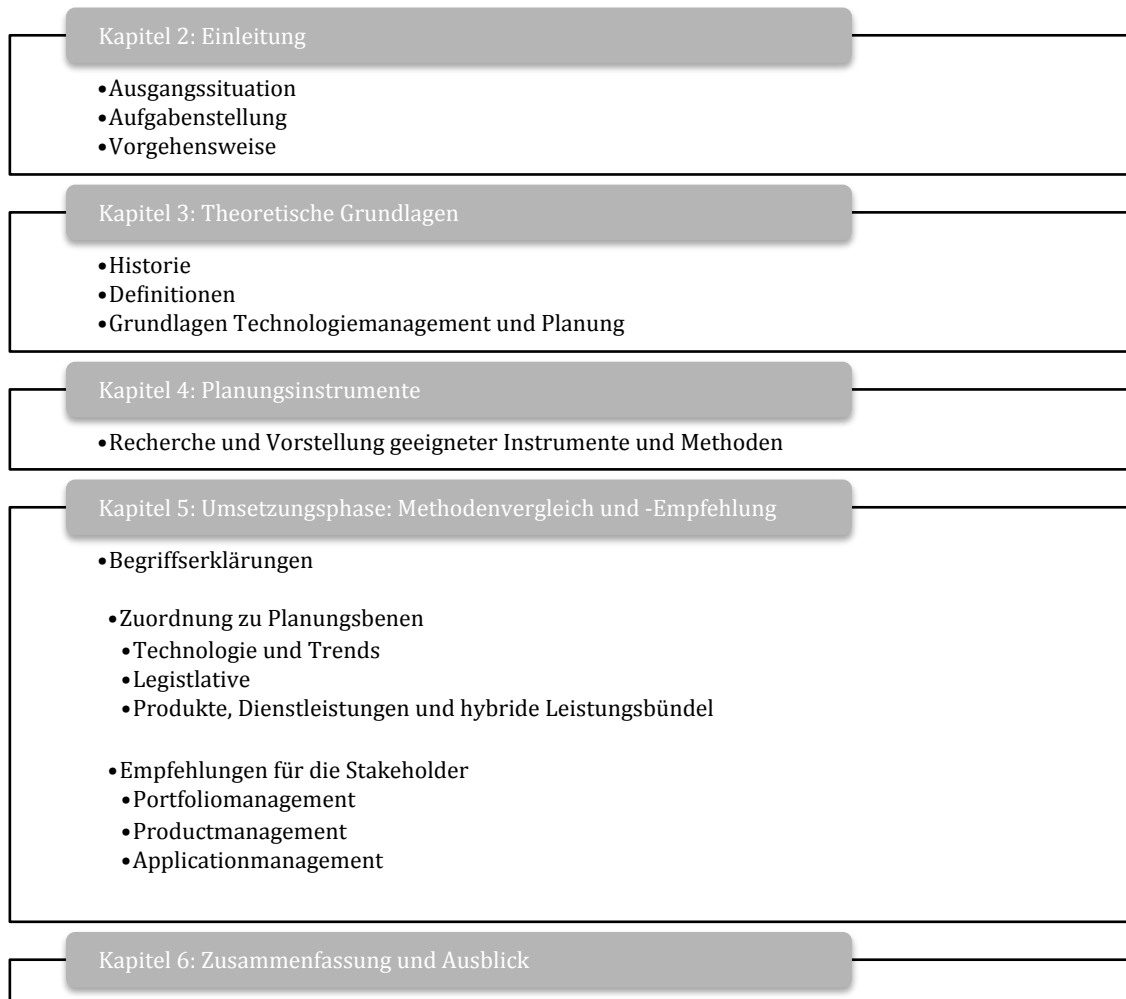 Kapitel 2: Einleitung
•Ausgangssituation
•Aufgabenstellung
•Vorgehensweise
Kapitel 3: Theoretische Grundlagen
•Historie
•Definitionen
•Grundlagen Technologiemanagement und Planung
Kapitel 4: Planungsinstrumente
•Recherche und Vorstellung geeigneter Instrumente und Methoden
Kapitel 5: Umsetzungsphase: Methodenvergleich und -Empfehlung
•Begriffserklärungen
•Zuordnung zu Planungsbenen
•Technologie und Trends
•Legistlative
•Produkte, Dienstleistungen und hybride Leistungsbündel
•Empfehlungen für die Stakeholder
•Portfoliomanagement
•Productmanagement
•Applicationmanagement
Kapitel 6: Zusammenfassung und Ausblick